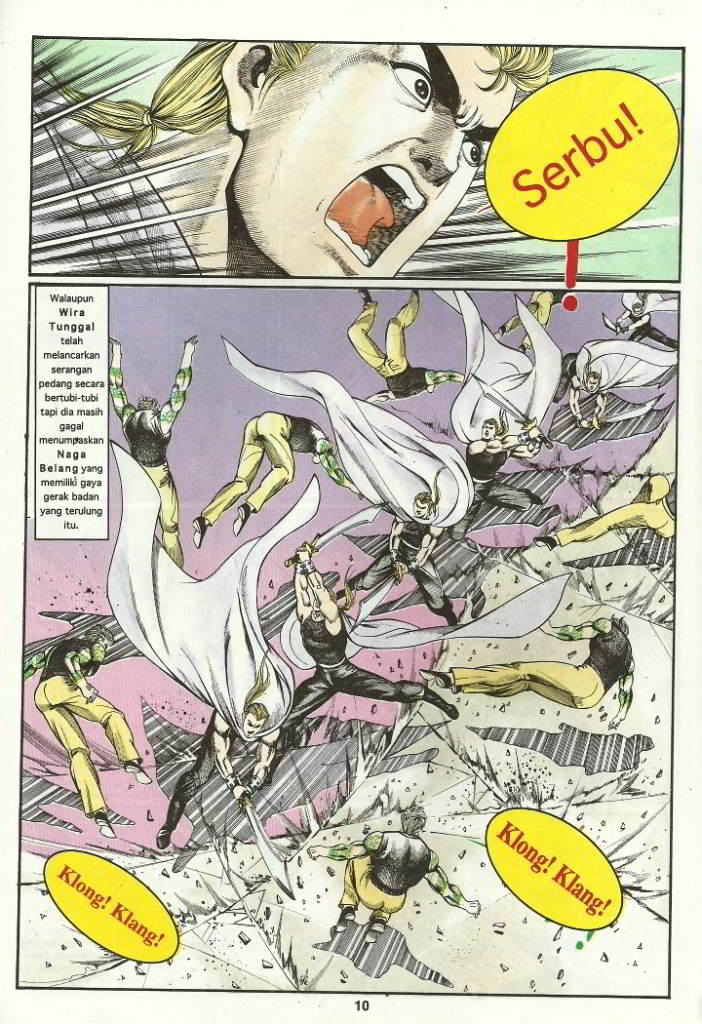 Serbu!
Walaupun
Wira
Tunggal
telah
melancarkan
serangan
pedang secara
bertubi-tubi
tapi dia masih
gagal
menumpaskan
Naga
Belang yang
memiliki gaya
gerak badan
yang terulung
itu.
Klong! Klang!
Klong! Klang!
10